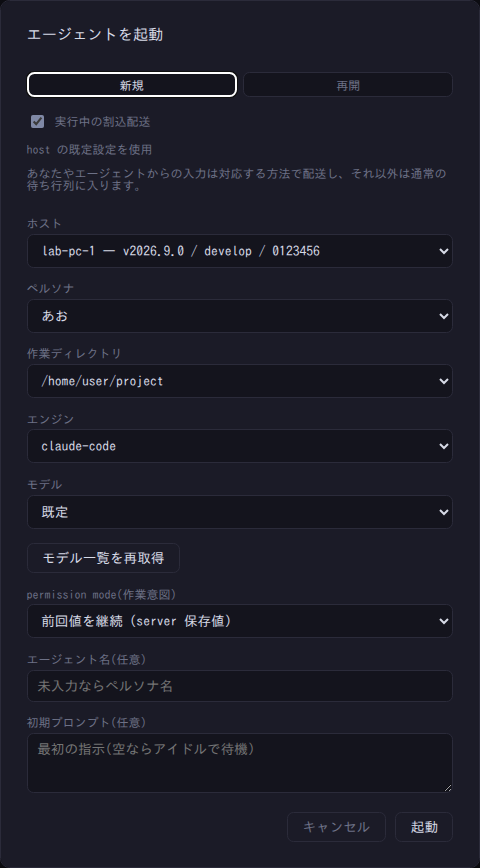 エージェントを起動
新規
再開
実行中の割込配送
host の既定設定を使用
あなたやエージェントからの入力は対応する方法で配送し、それ以外は通常の
待ち行列に入ります。
ホスト
lab-pc-1 — v2026.9.0 / develop / 0123456
ペルソナ
あお
作業ディレクトリ
/home/user/project
エンジン
claude-code
モデル
既定
モデル一覧を再取得
permission mode(作業意図)
前回値を継続 (server 保存値)
エージェント名(任意)
未入力ならペルソナ名
初期プロンプト(任意)
最初の指示(空ならアイドルで待機)
キャンセル
起動